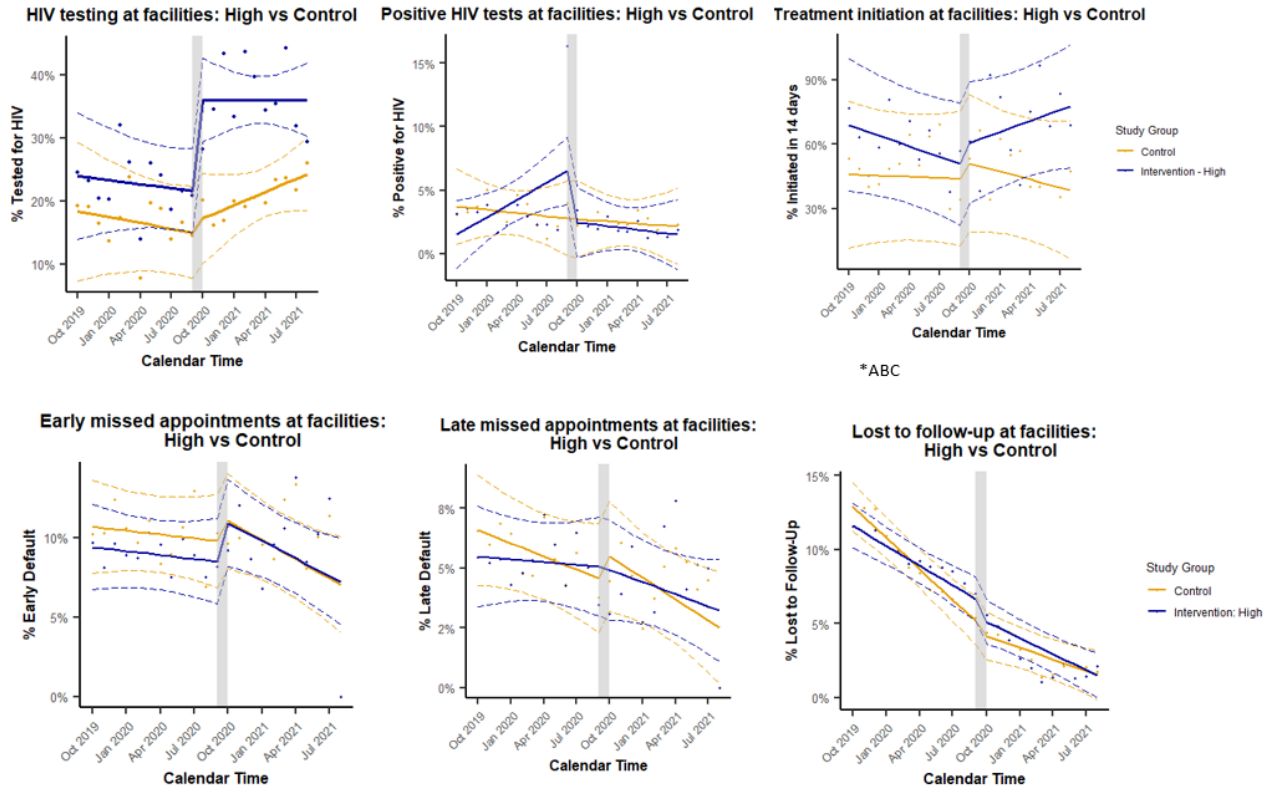 HIV testing at facilities: High vs Control
% Tested for HIV
40%
30%
20%
10%
Oct 2019
Jan 2020
Apr 2020
Jul 2020
Oct 2020
Jan 2021
Apr 2021
Jul 2021
Calendar Time
Positive HIV tests at facilities: High vs Control
% Positive for HIV
15%
10%
5%
0%
Oct 2019
Jan 2020
Apr 2020
Jul 2020
Oct 2020
Jan 2021
Apr 2021
Jul 2021
Calendar Time
Treatment initiation at facilities: High vs Control
% Initiated in 14 days
90%
60%
30%
Oct 2019
Jan 2020
Apr 2020
Jul 2020
Oct 2020
Jan 2021
Apr 2021
Jul 2021
Calendar Time
Study Group
Control
Intervention - High
*ABC
Early missed appointments at facilities:
High vs Control
% Early Default
10%
5%
0%
Oct 2019
Jan 2020
Apr 2020
Jul 2020
Oct 2020
Jan 2021
Apr 2021
Jul 2021
Calendar Time
Late missed appointments at facilities:
High vs Control
% Late Default
8%
5%
2%
0%
Oct 2019
Jan 2020
Apr 2020
Jul 2020
Oct 2020
Jan 2021
Apr 2021
Jul 2021
Calendar Time
Lost to follow-up at facilities:
High vs Control
% Lost to Follow-Up
15%
10%
5%
0%
Oct 2019
Jan 2020
Apr 2020
Jul 2020
Oct 2020
Jan 2021
Apr 2021
Jul 2021
Calendar Time
Study Group
Control
Intervention: High